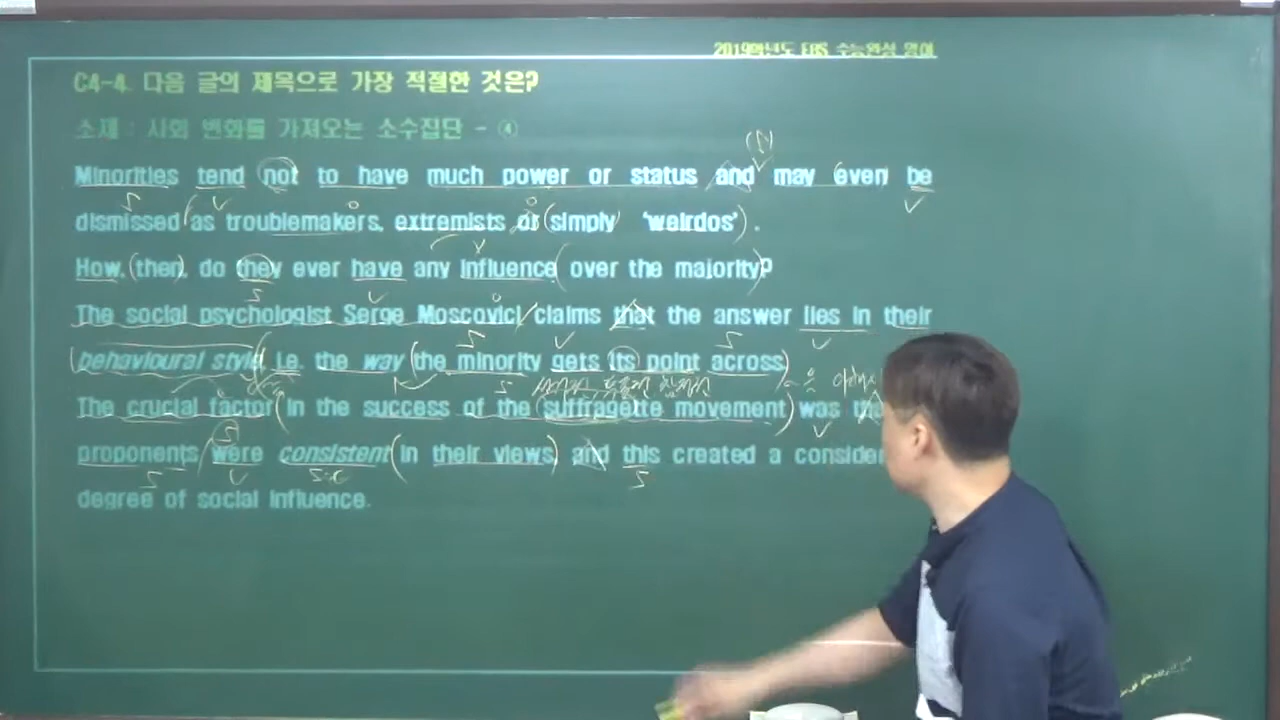 2019학년도 EBS 수능완성 영어
C4-4. 다음 글의 제목으로 가장 적절한 것은?
소재 : 사회 변화를 가져오는 소수집단 - ④
(N)
Minorities tend not to have much power or status and may even be
dismissed as troublemakers, extremists or simply 'weirdos'.
How, then, do they ever have any influence over the majority?
The social psychologist Serge Moscovici claims that the answer lies in their
behavioural style, i.e. the way the minority gets its point across.
The crucial factor in the success of the suffragette movement was
proponents were consistent in their views, and this created a
degree of social influence.